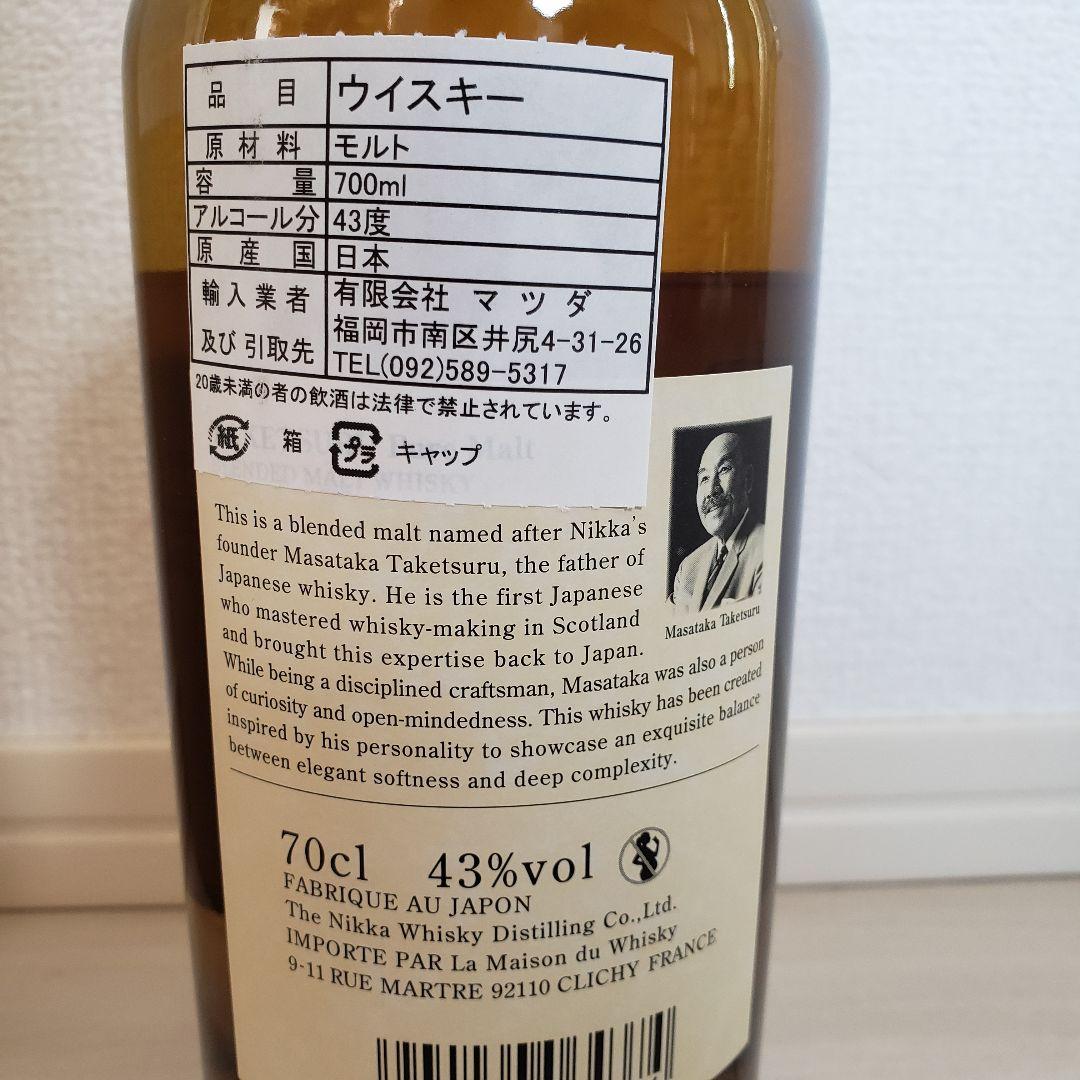 品目 ウイスキー
原材料 モルト
容量 700ml
アルコール分 43度
原産国 日本
輸入業者 有限会社 マツダ
及び引取先 福岡市南区井尻4-31-26
TEL(092)589-5317
20歳未満の者の飲酒は法律で禁止されています。
紙 箱 プラ キャップ
KETSU Pure Malt
BLENDED MALT WHISKY
This is a blended malt named after Nikka's
founder Masataka Taketsuru, the father of
Japanese whisky. He is the first Japanese
who mastered whisky-making in Scotland
and brought this expertise back to Japan.
While being a disciplined craftsman, Masataka was also a person
of curiosity and open-mindedness. This whisky has been created
inspired by his personality to showcase an exquisite balance
between elegant softness and deep complexity.
Masataka Taketsuru
70cl 43%vol
FABRIQUE AU JAPON
The Nikka Whisky Distilling Co.,Ltd.
IMPORTE PAR La Maison du Whisky
9-11 RUE MARTRE 92110 CLICHY FRANCE